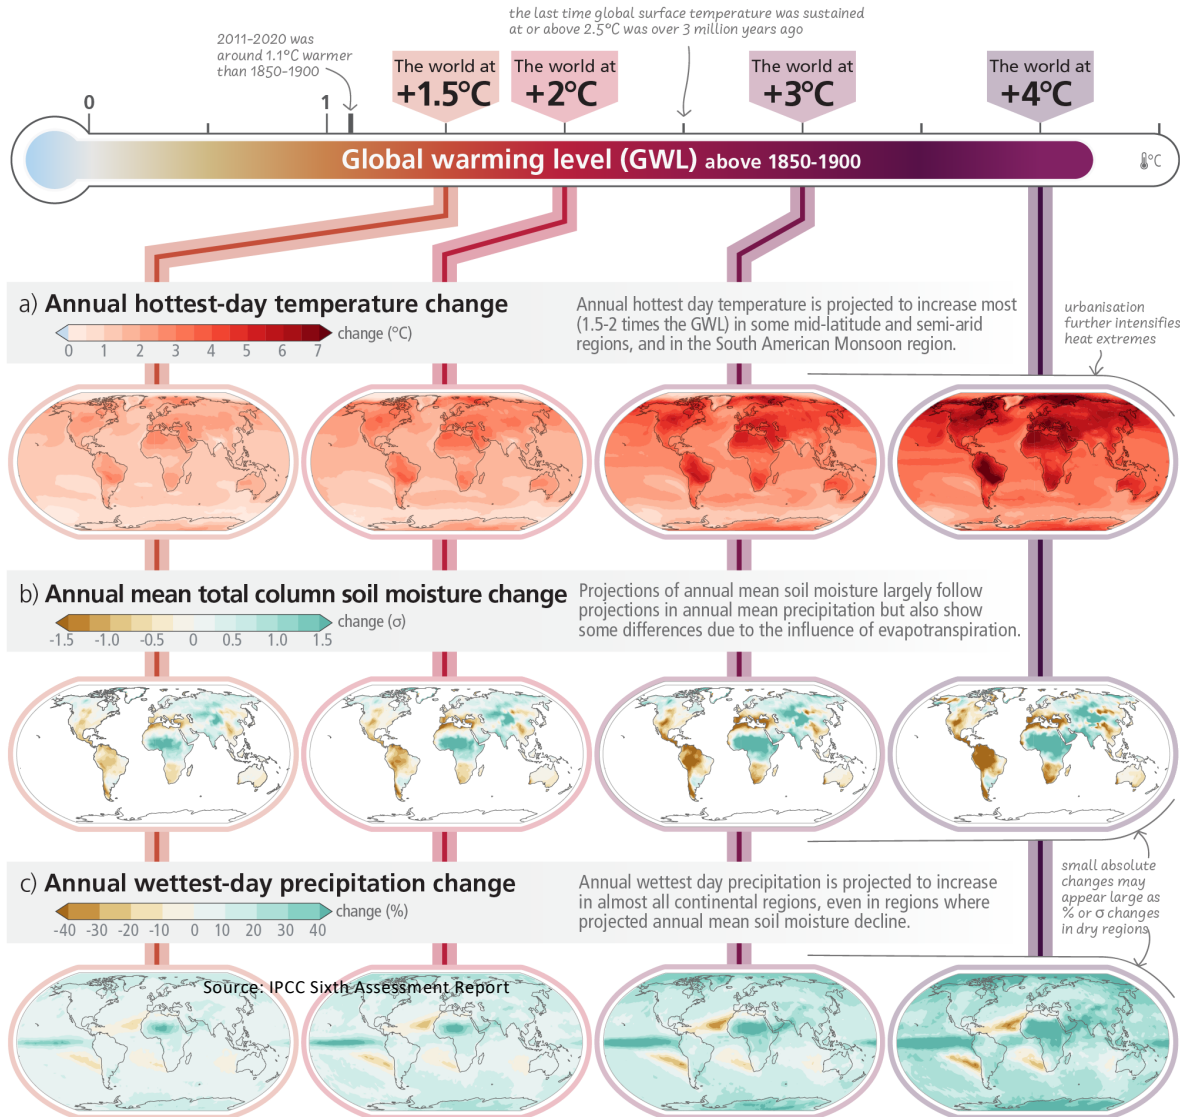 the last time global surface temperature was sustained
at or above 2.5°C was over 3 million years ago
2011-2020 was
around 1.1°C warmer
than 1850-1900
The world at
+1.5°C
The world at
+2°C
The world at
+3°C
The world at
+4°C
0
1
Global warming level (GWL) above 1850-1900
°C
a) Annual hottest-day temperature change
change (°C)
0 1 2 3 4 5 6 7
Annual hottest day temperature is projected to increase most
(1.5-2 times the GWL) in some mid-latitude and semi-arid
regions, and in the South American Monsoon region.
urbanisation
further intensifies
heat extremes
b) Annual mean total column soil moisture change
change (σ)
-1.5 -1.0 -0.5 0 0.5 1.0 1.5
Projections of annual mean soil moisture largely follow
projections in annual mean precipitation but also show
some differences due to the influence of evapotranspiration.
c) Annual wettest-day precipitation change
change (%)
-40 -30 -20 -10 0 10 20 30 40
Annual wettest day precipitation is projected to increase
in almost all continental regions, even in regions where
projected annual mean soil moisture decline.
small absolute
changes may
appear large as
% or σ changes
in dry regions
Source: IPCC Sixth Assessment Report